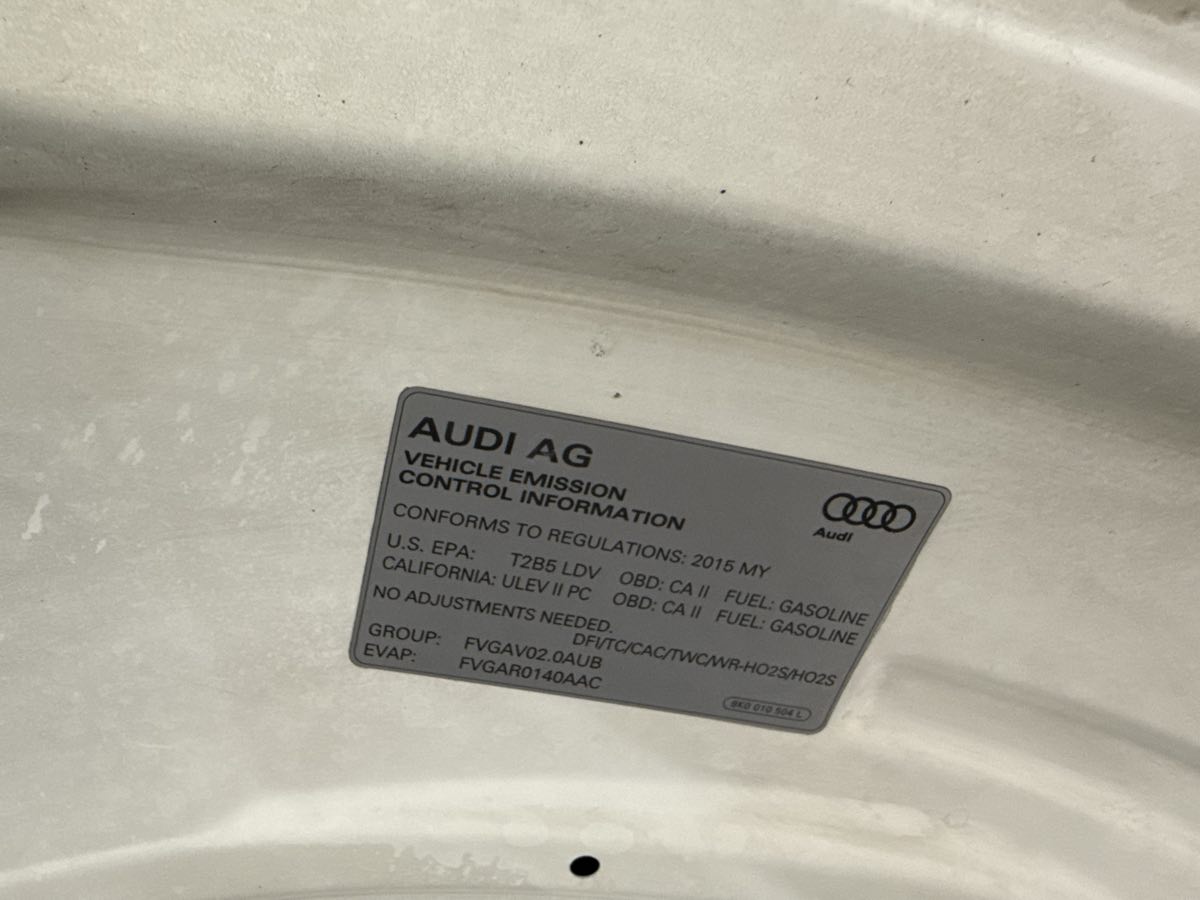 AUDI AG
VEHICLE EMISSION
CONTROL INFORMATION
Audi
CONFORMS TO REGULATIONS: 2015 MY
U.S. EPA: T2B5 LDV OBD: CA II FUEL: GASOLINE
CALIFORNIA: ULEV II PC OBD: CA II FUEL: GASOLINE
NO ADJUSTMENTS NEEDED.
DFI/TC/CAC/TWC/WR-HO2S/HO2S
GROUP: FVGAV02.0AUB
EVAP: FVGAR0140AAC
8K0 010 504 L